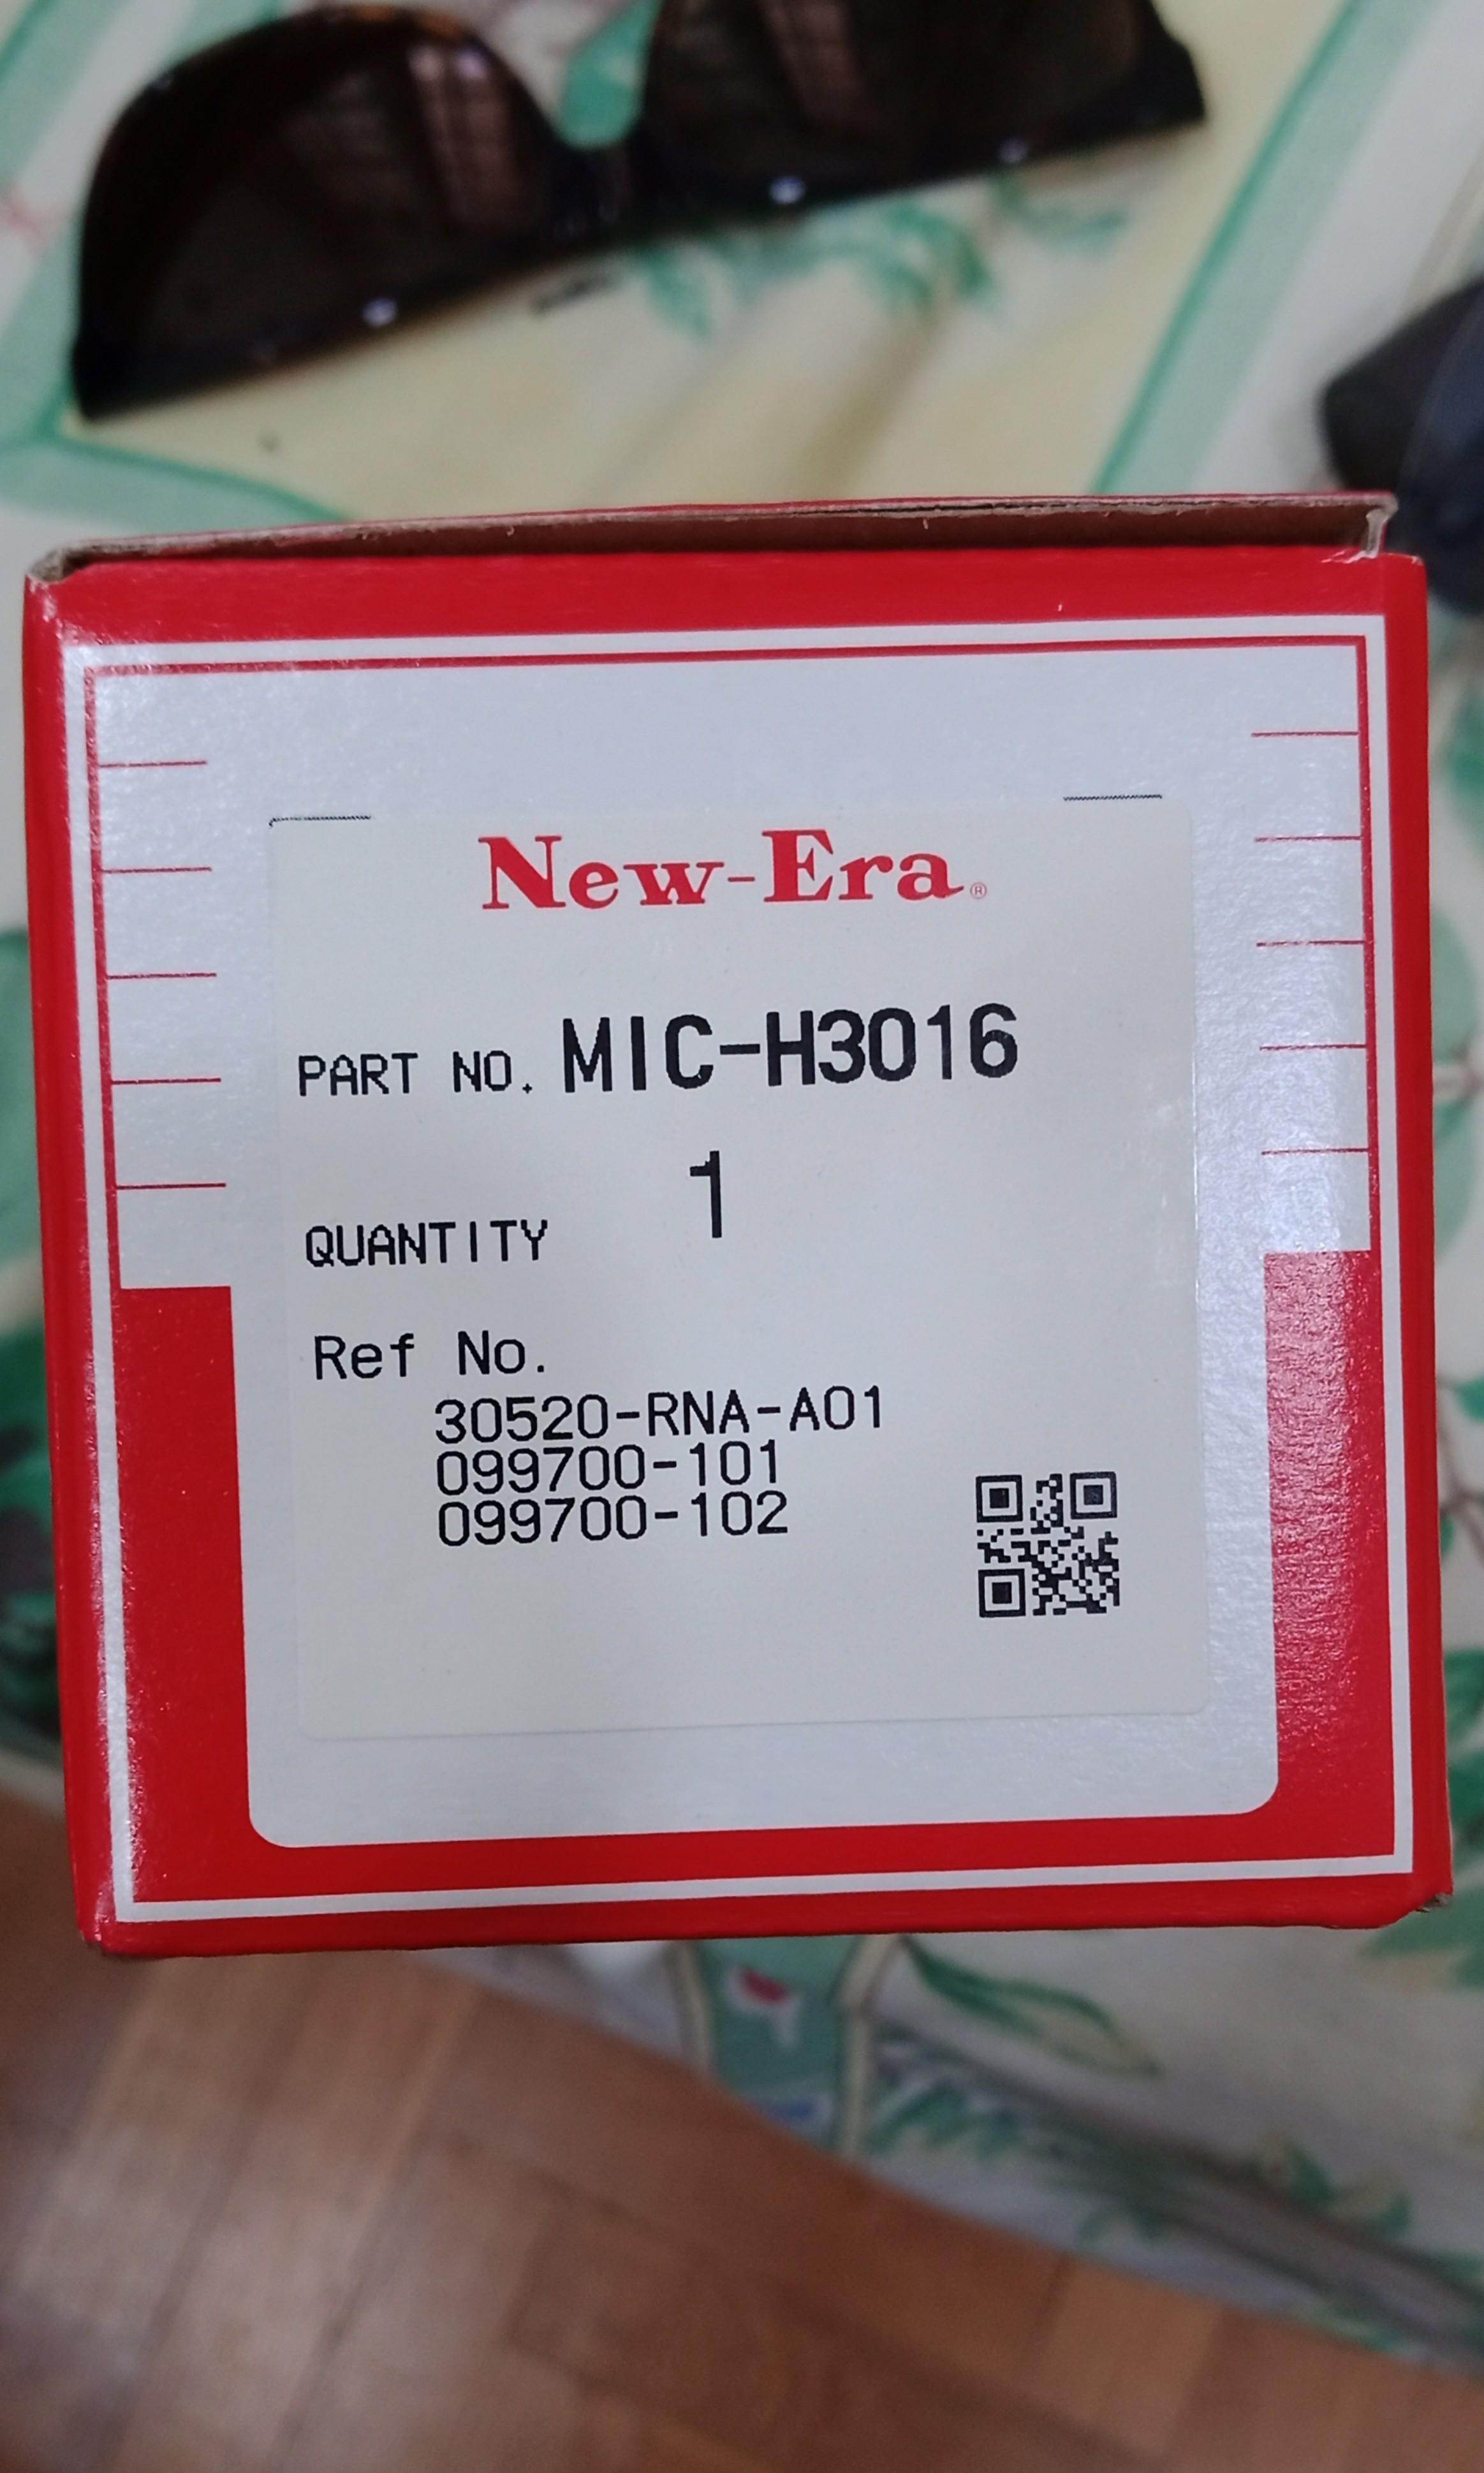 New-Era®
PART NO. MIC-H3016
QUANTITY 1
Ref No.
30520-RNA-A01
099700-101
099700-102